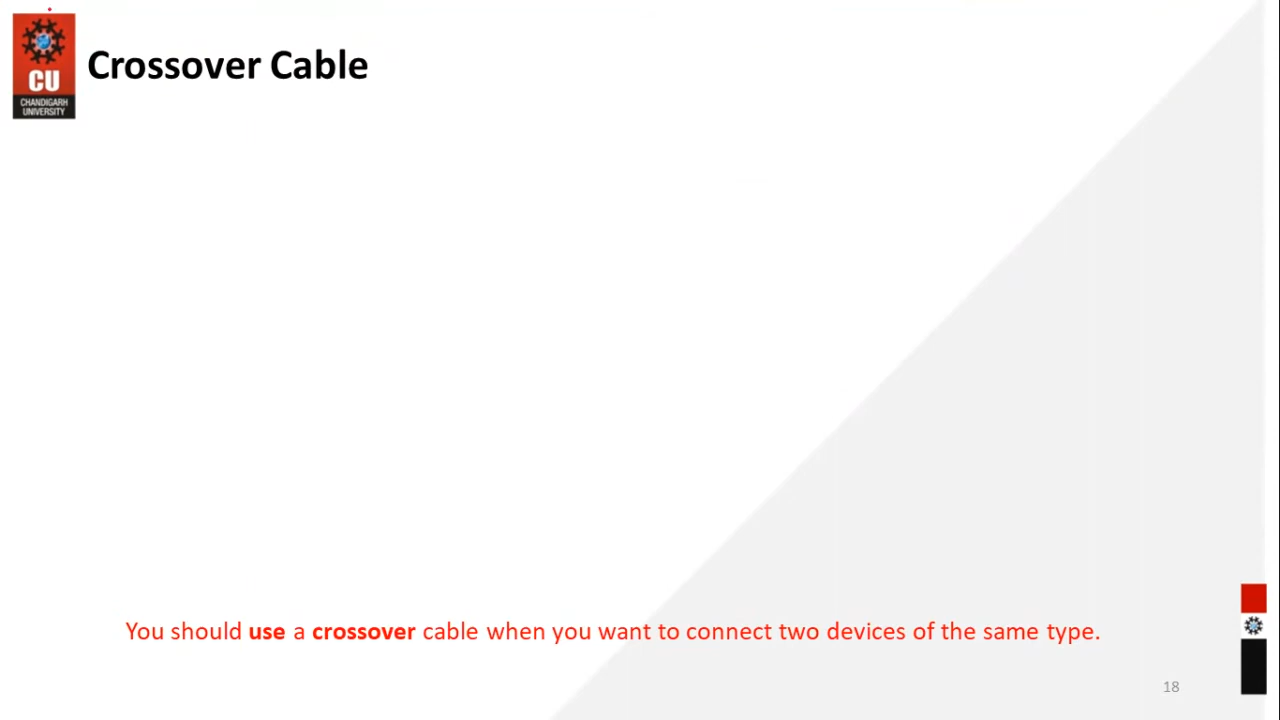 CU
CHANDIGARH
UNIVERSITY
Crossover Cable
You should use a crossover cable when you want to connect two devices of the same type.
18